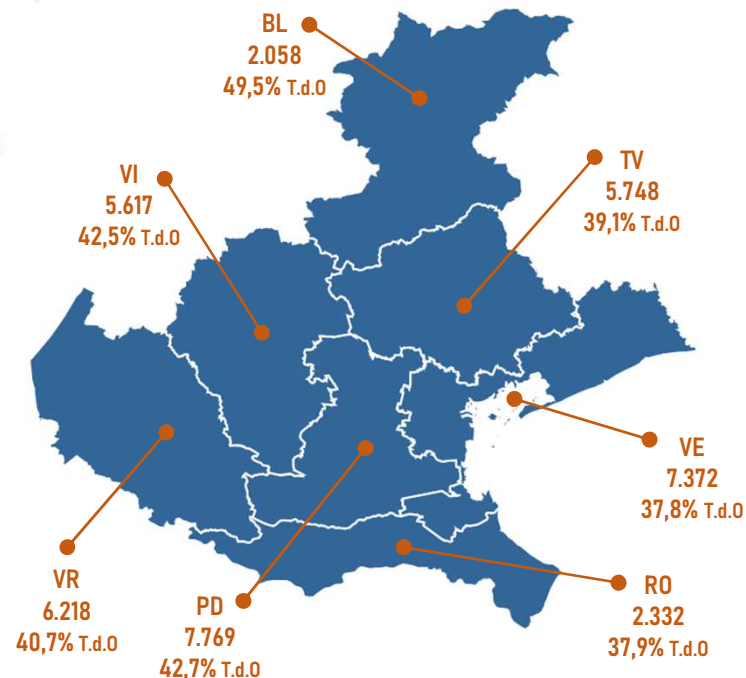 BL
2.058
49,5% T.d.O
TV
5.748
39,1% T.d.O
VI
5.617
42,5% T.d.O
VE
7.372
37,8% T.d.O
VR
6.218
40,7% T.d.O
PD
7.769
42,7% T.d.O
RO
2.332
37,9% T.d.O